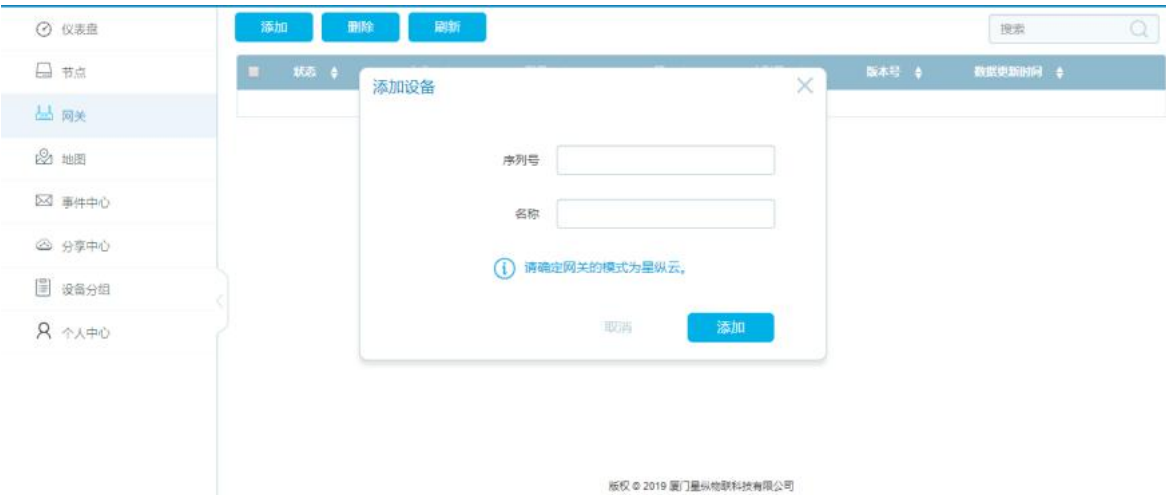 仪表盘
添加 删除 刷新 搜索
节点
状态 版本号 数据更新时间
添加设备
网关
地图
序列号
事件中心
名称
分享中心
请确定网关的模式为星纵云。
设备分组
取消 添加
个人中心
版权 © 2019 厦门星纵物联科技有限公司